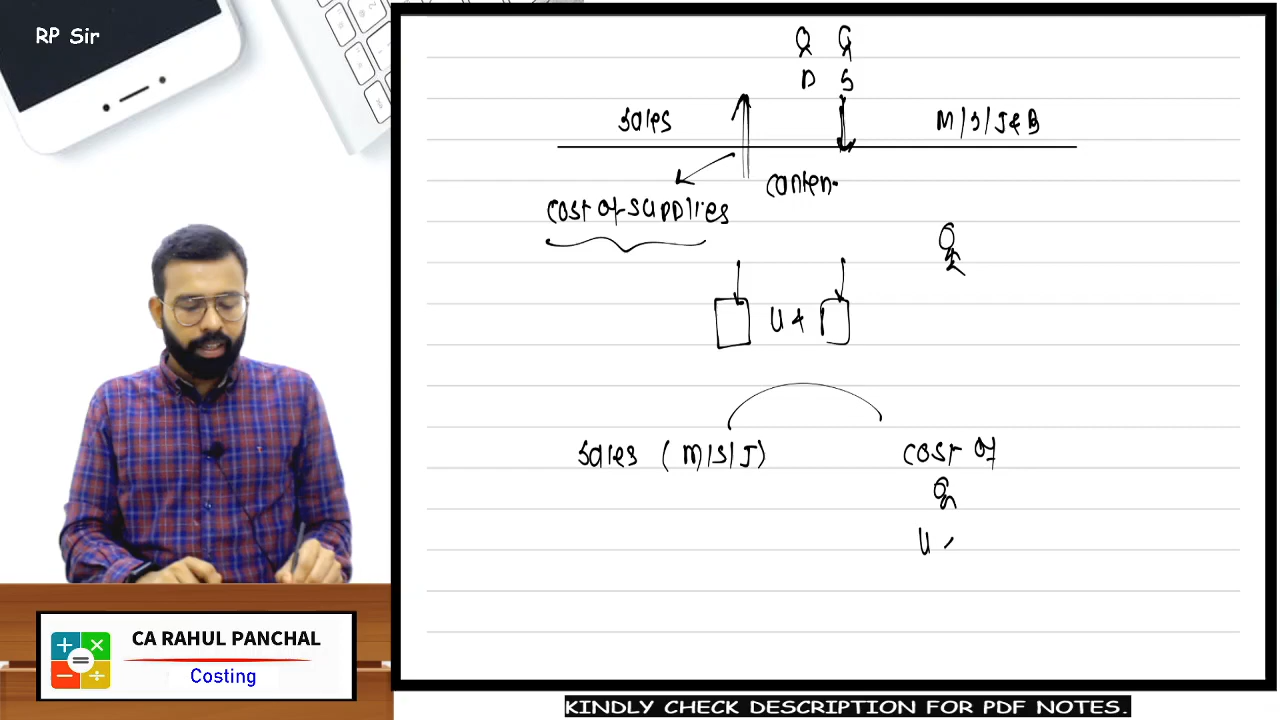 RP Sir
D S
Sales
M/S/J&B
Conten
Cost of supplies
U &
Sales ( M/S/J)
Cost of
U
CA RAHUL PANCHAL
Costing
KINDLY CHECK DESCRIPTION FOR PDF NOTES.